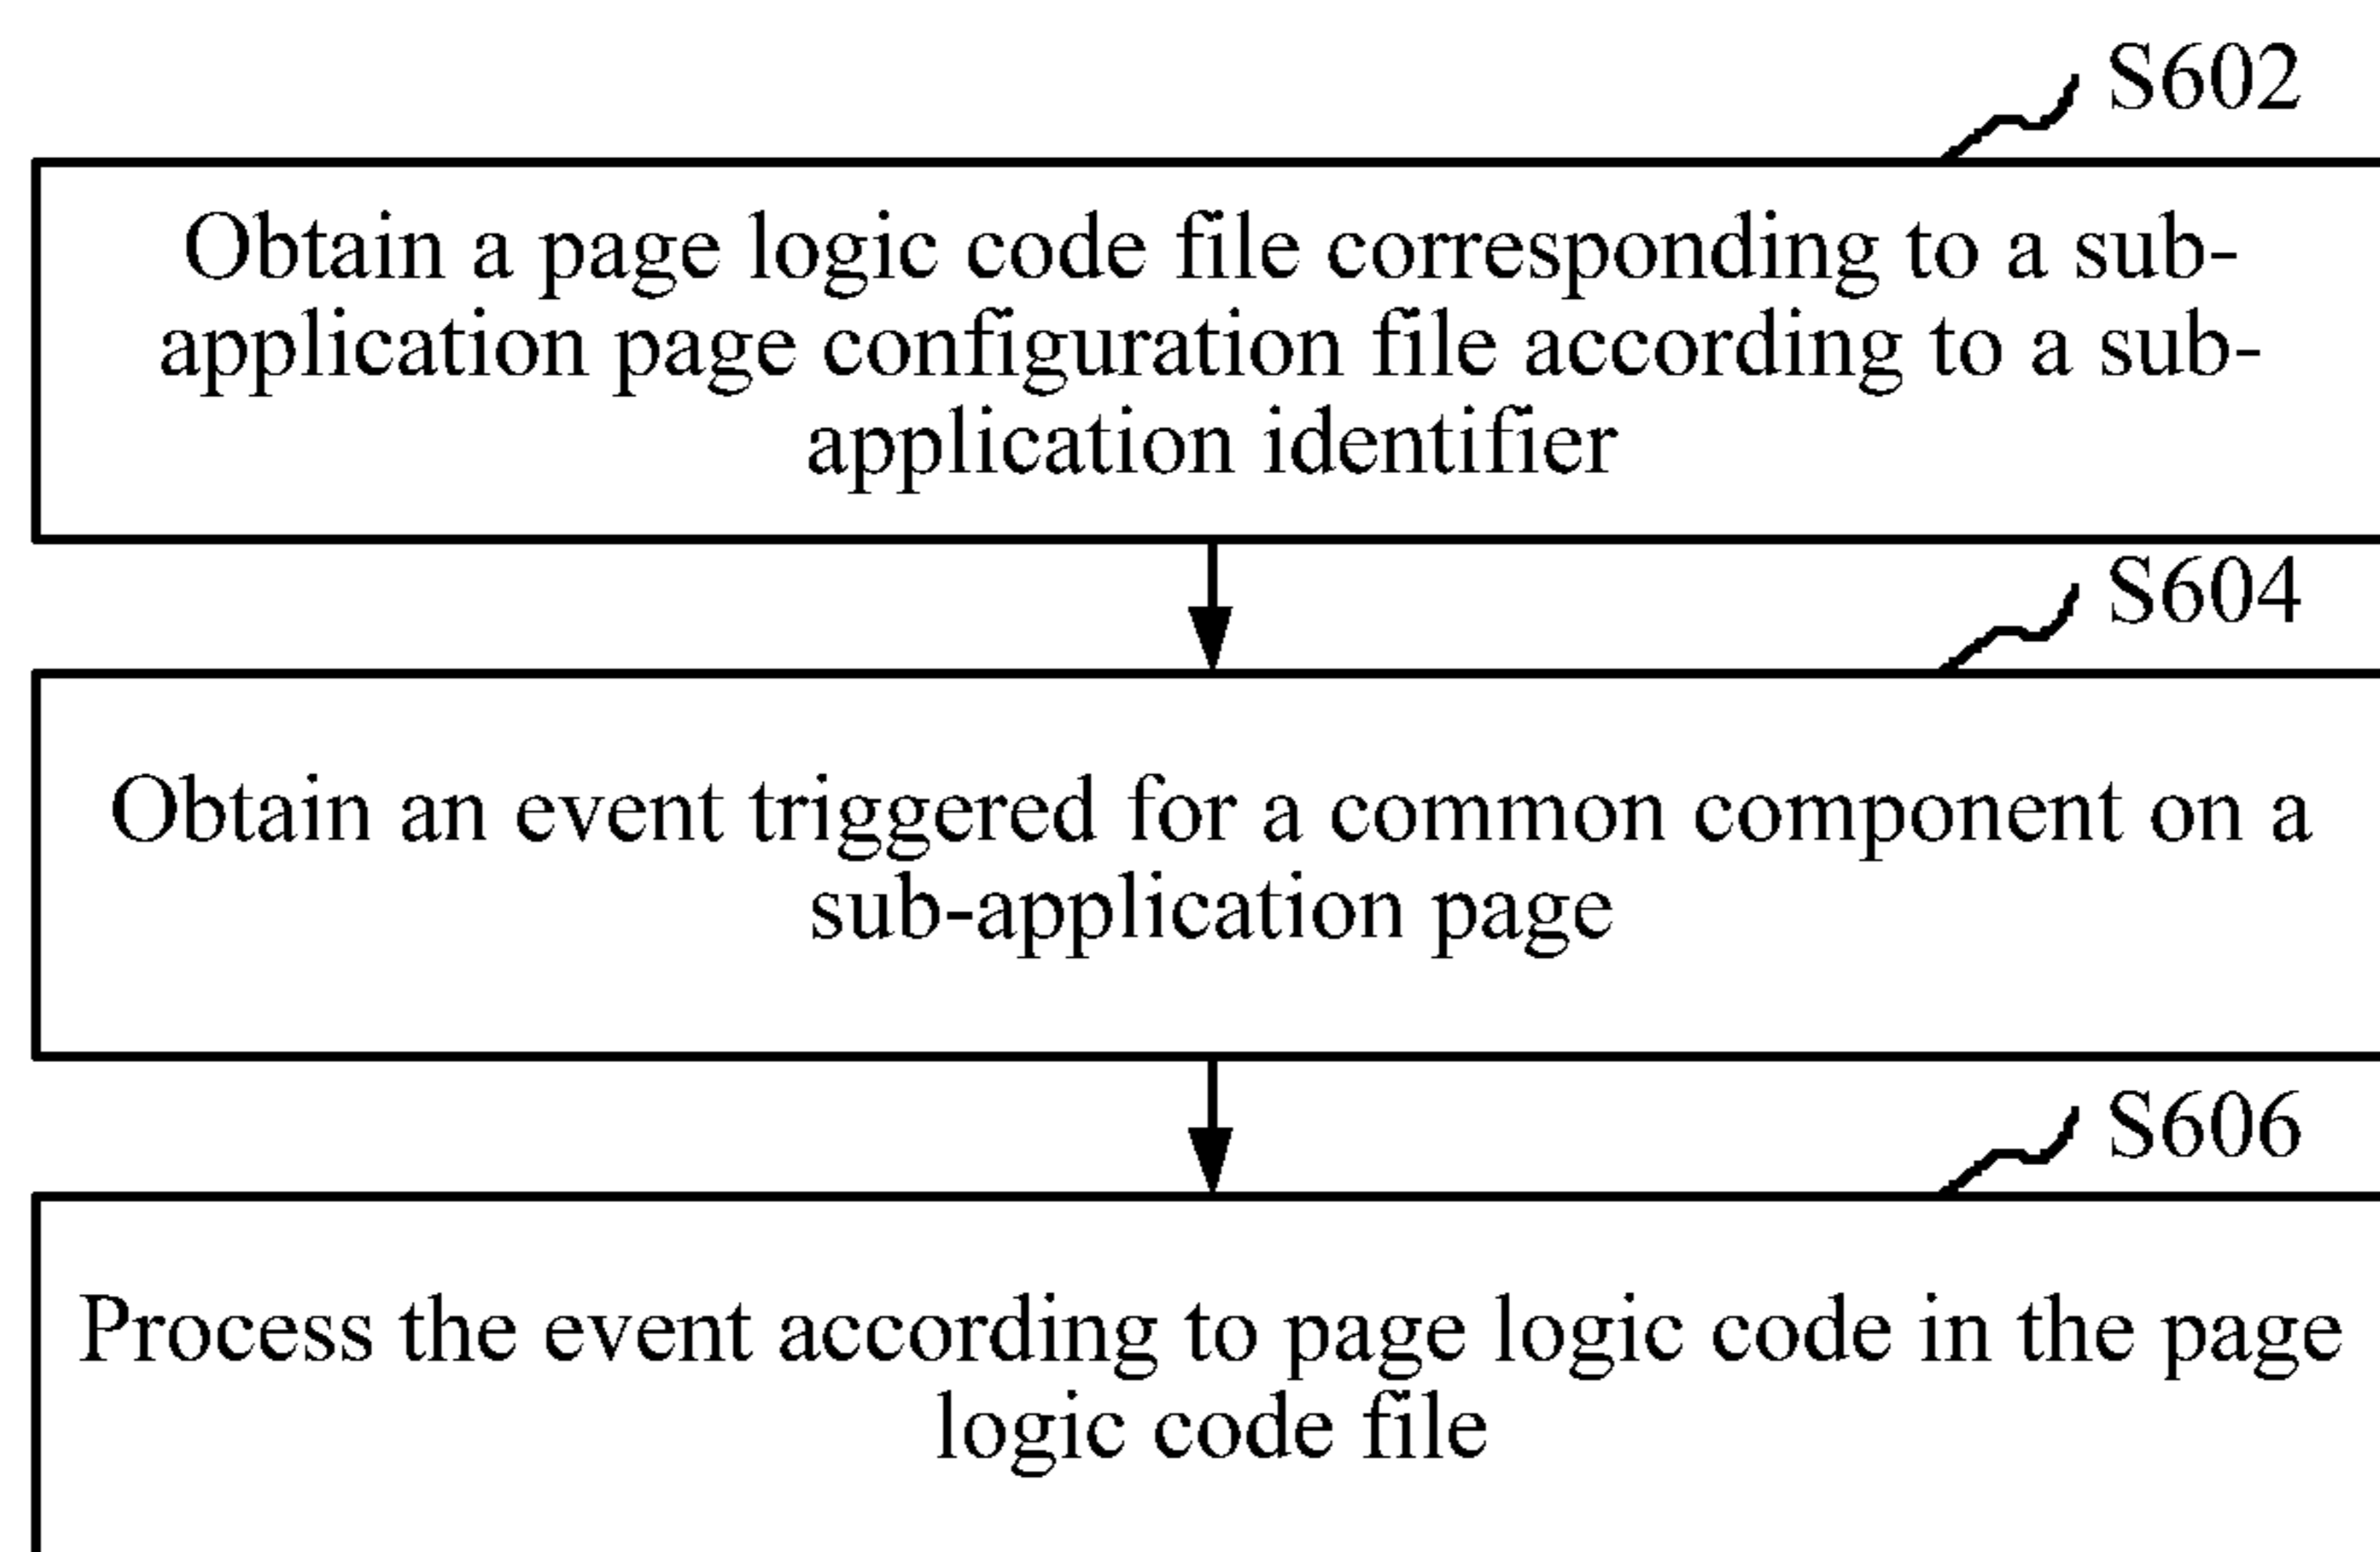 S602
Obtain a page logic code file corresponding to a sub-
application page configuration file according to a sub-
application identifier
S604
Obtain an event triggered for a common component on a
sub-application page
S606
Process the event according to page logic code in the page
logic code file